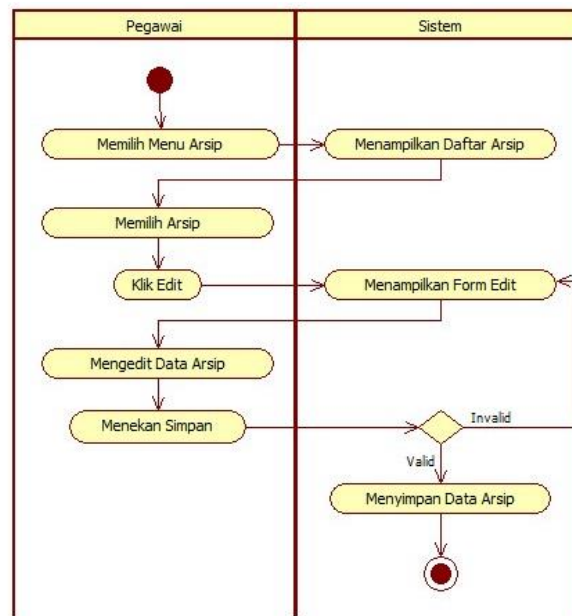 Pegawai
Sistem
Memilih Menu Arsip
Menampilkan Daftar Arsip
Memilih Arsip
Klik Edit
Menampilkan Form Edit
Mengedit Data Arsip
Menekan Simpan
Invalid
Valid
Menyimpan Data Arsip